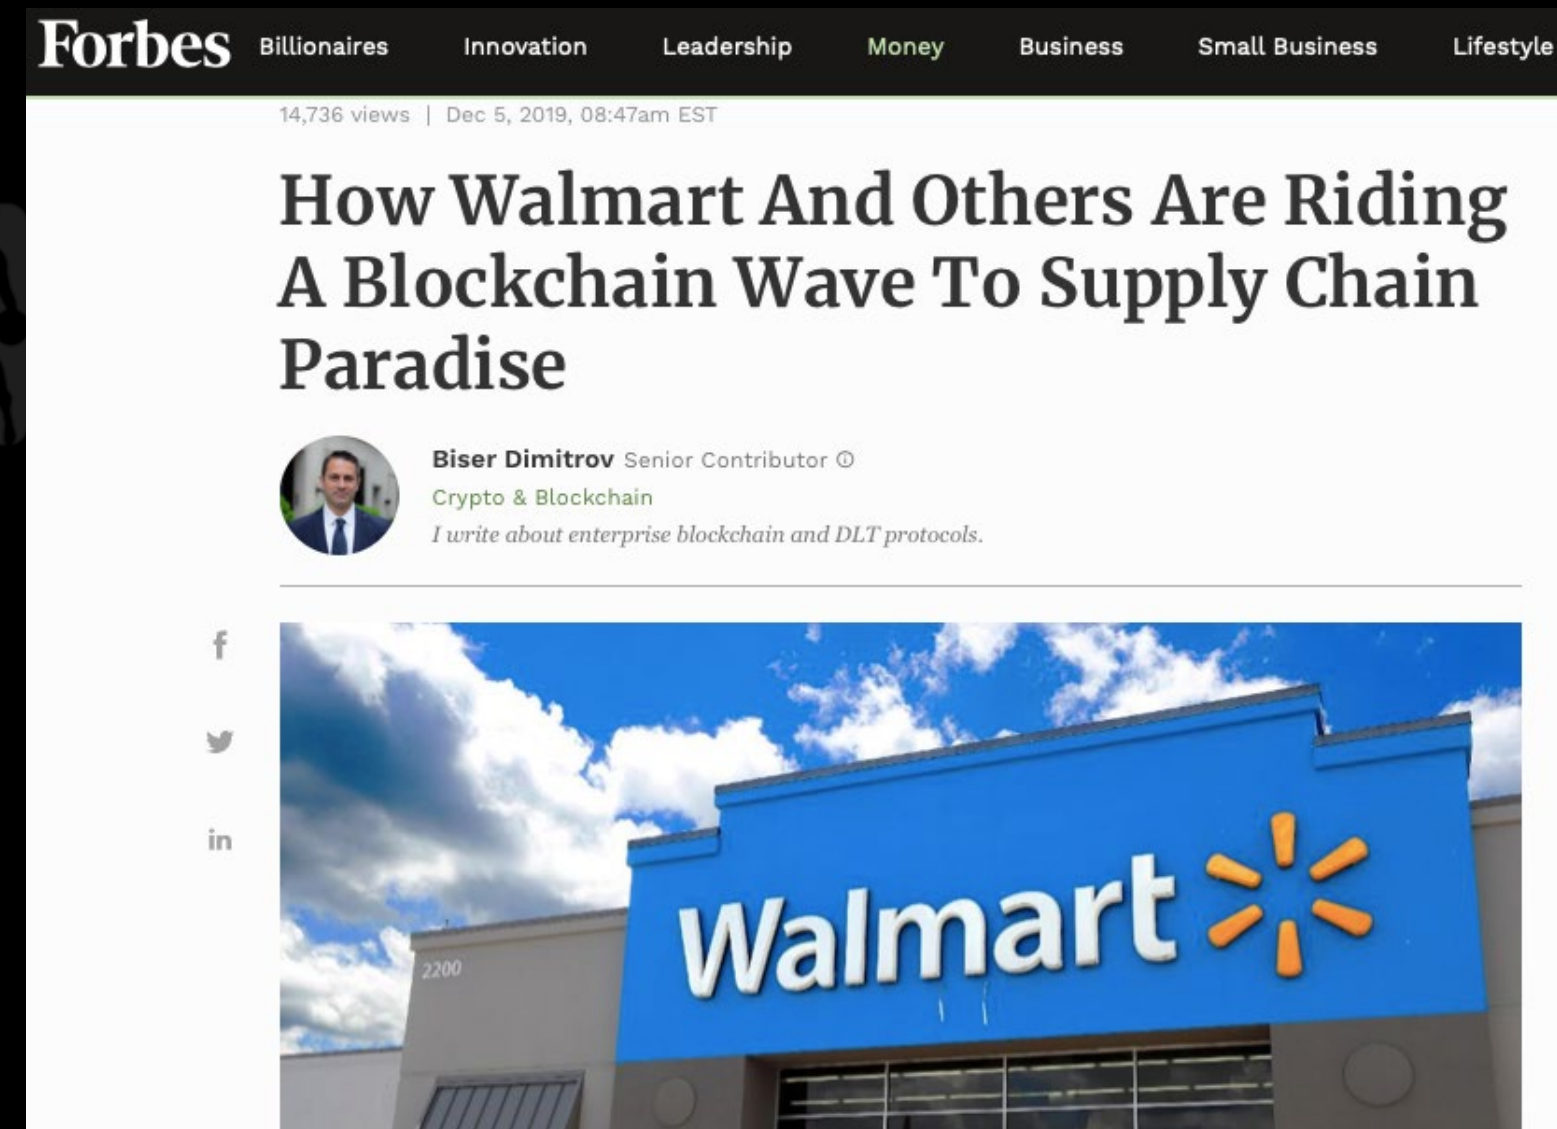 Forbes Billionaires Innovation Leadership Money Business Small Business Lifestyle
14,736 views | Dec 5, 2019, 08:47am EST
How Walmart And Others Are Riding
A Blockchain Wave To Supply Chain
Paradise
Biser Dimitrov Senior Contributor
Crypto & Blockchain
I write about enterprise blockchain and DLT protocols.
f
in
Walmart
2200